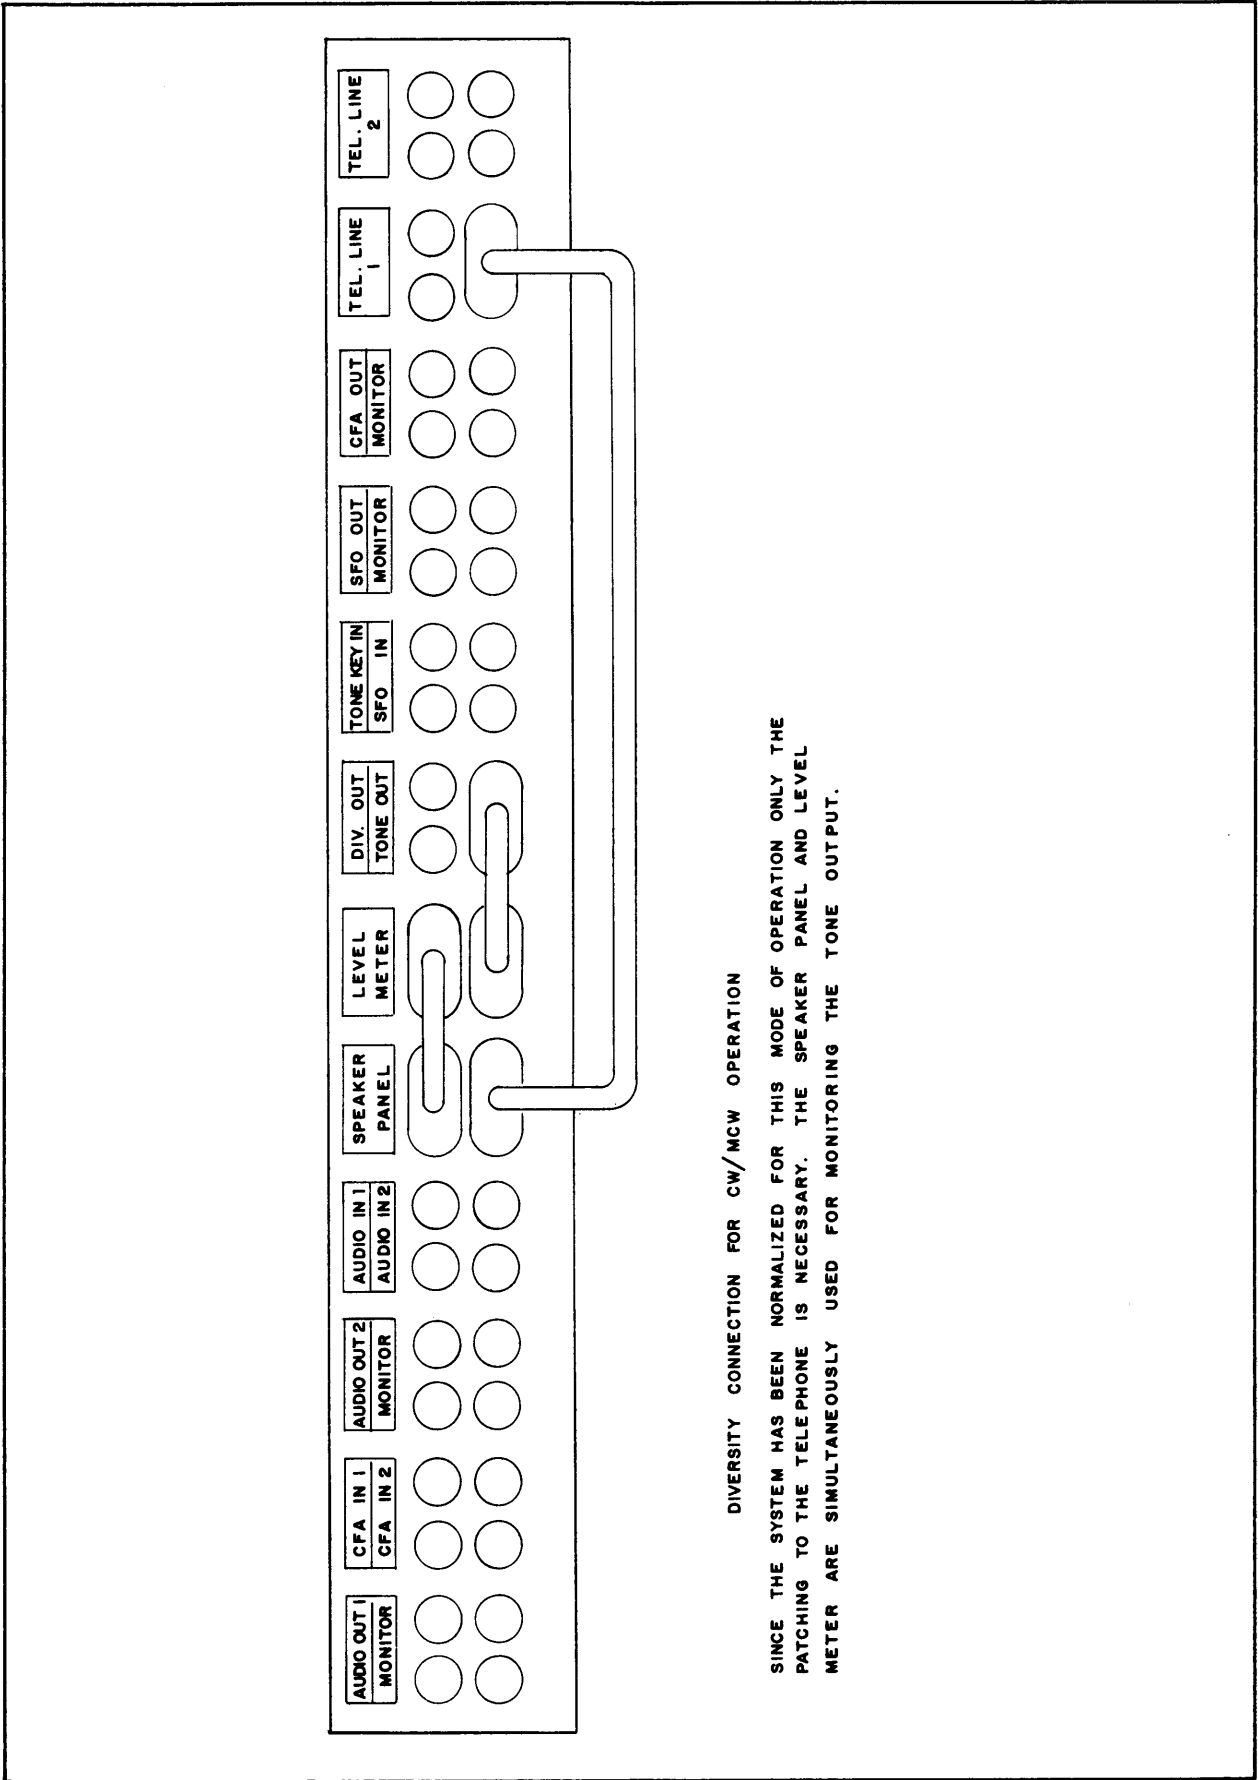 AUDIO OUT 1
MONITOR
CFA IN 1
CFA IN 2
AUDIO OUT 2
MONITOR
AUDIO IN 1
AUDIO IN 2
SPEAKER
PANEL
LEVEL
METER
DIV. OUT
TONE OUT
TONE KEY IN
SFO IN
SFO OUT
MONITOR
CFA OUT
MONITOR
TEL. LINE
1
TEL. LINE
2
DIVERSITY CONNECTION FOR CW/MCW OPERATION
SINCE THE SYSTEM HAS BEEN NORMALIZED FOR THIS MODE OF OPERATION ONLY THE
PATCHING TO THE TELEPHONE IS NECESSARY. THE SPEAKER PANEL AND LEVEL
METER ARE SIMULTANEOUSLY USED FOR MONITORING THE TONE OUTPUT.